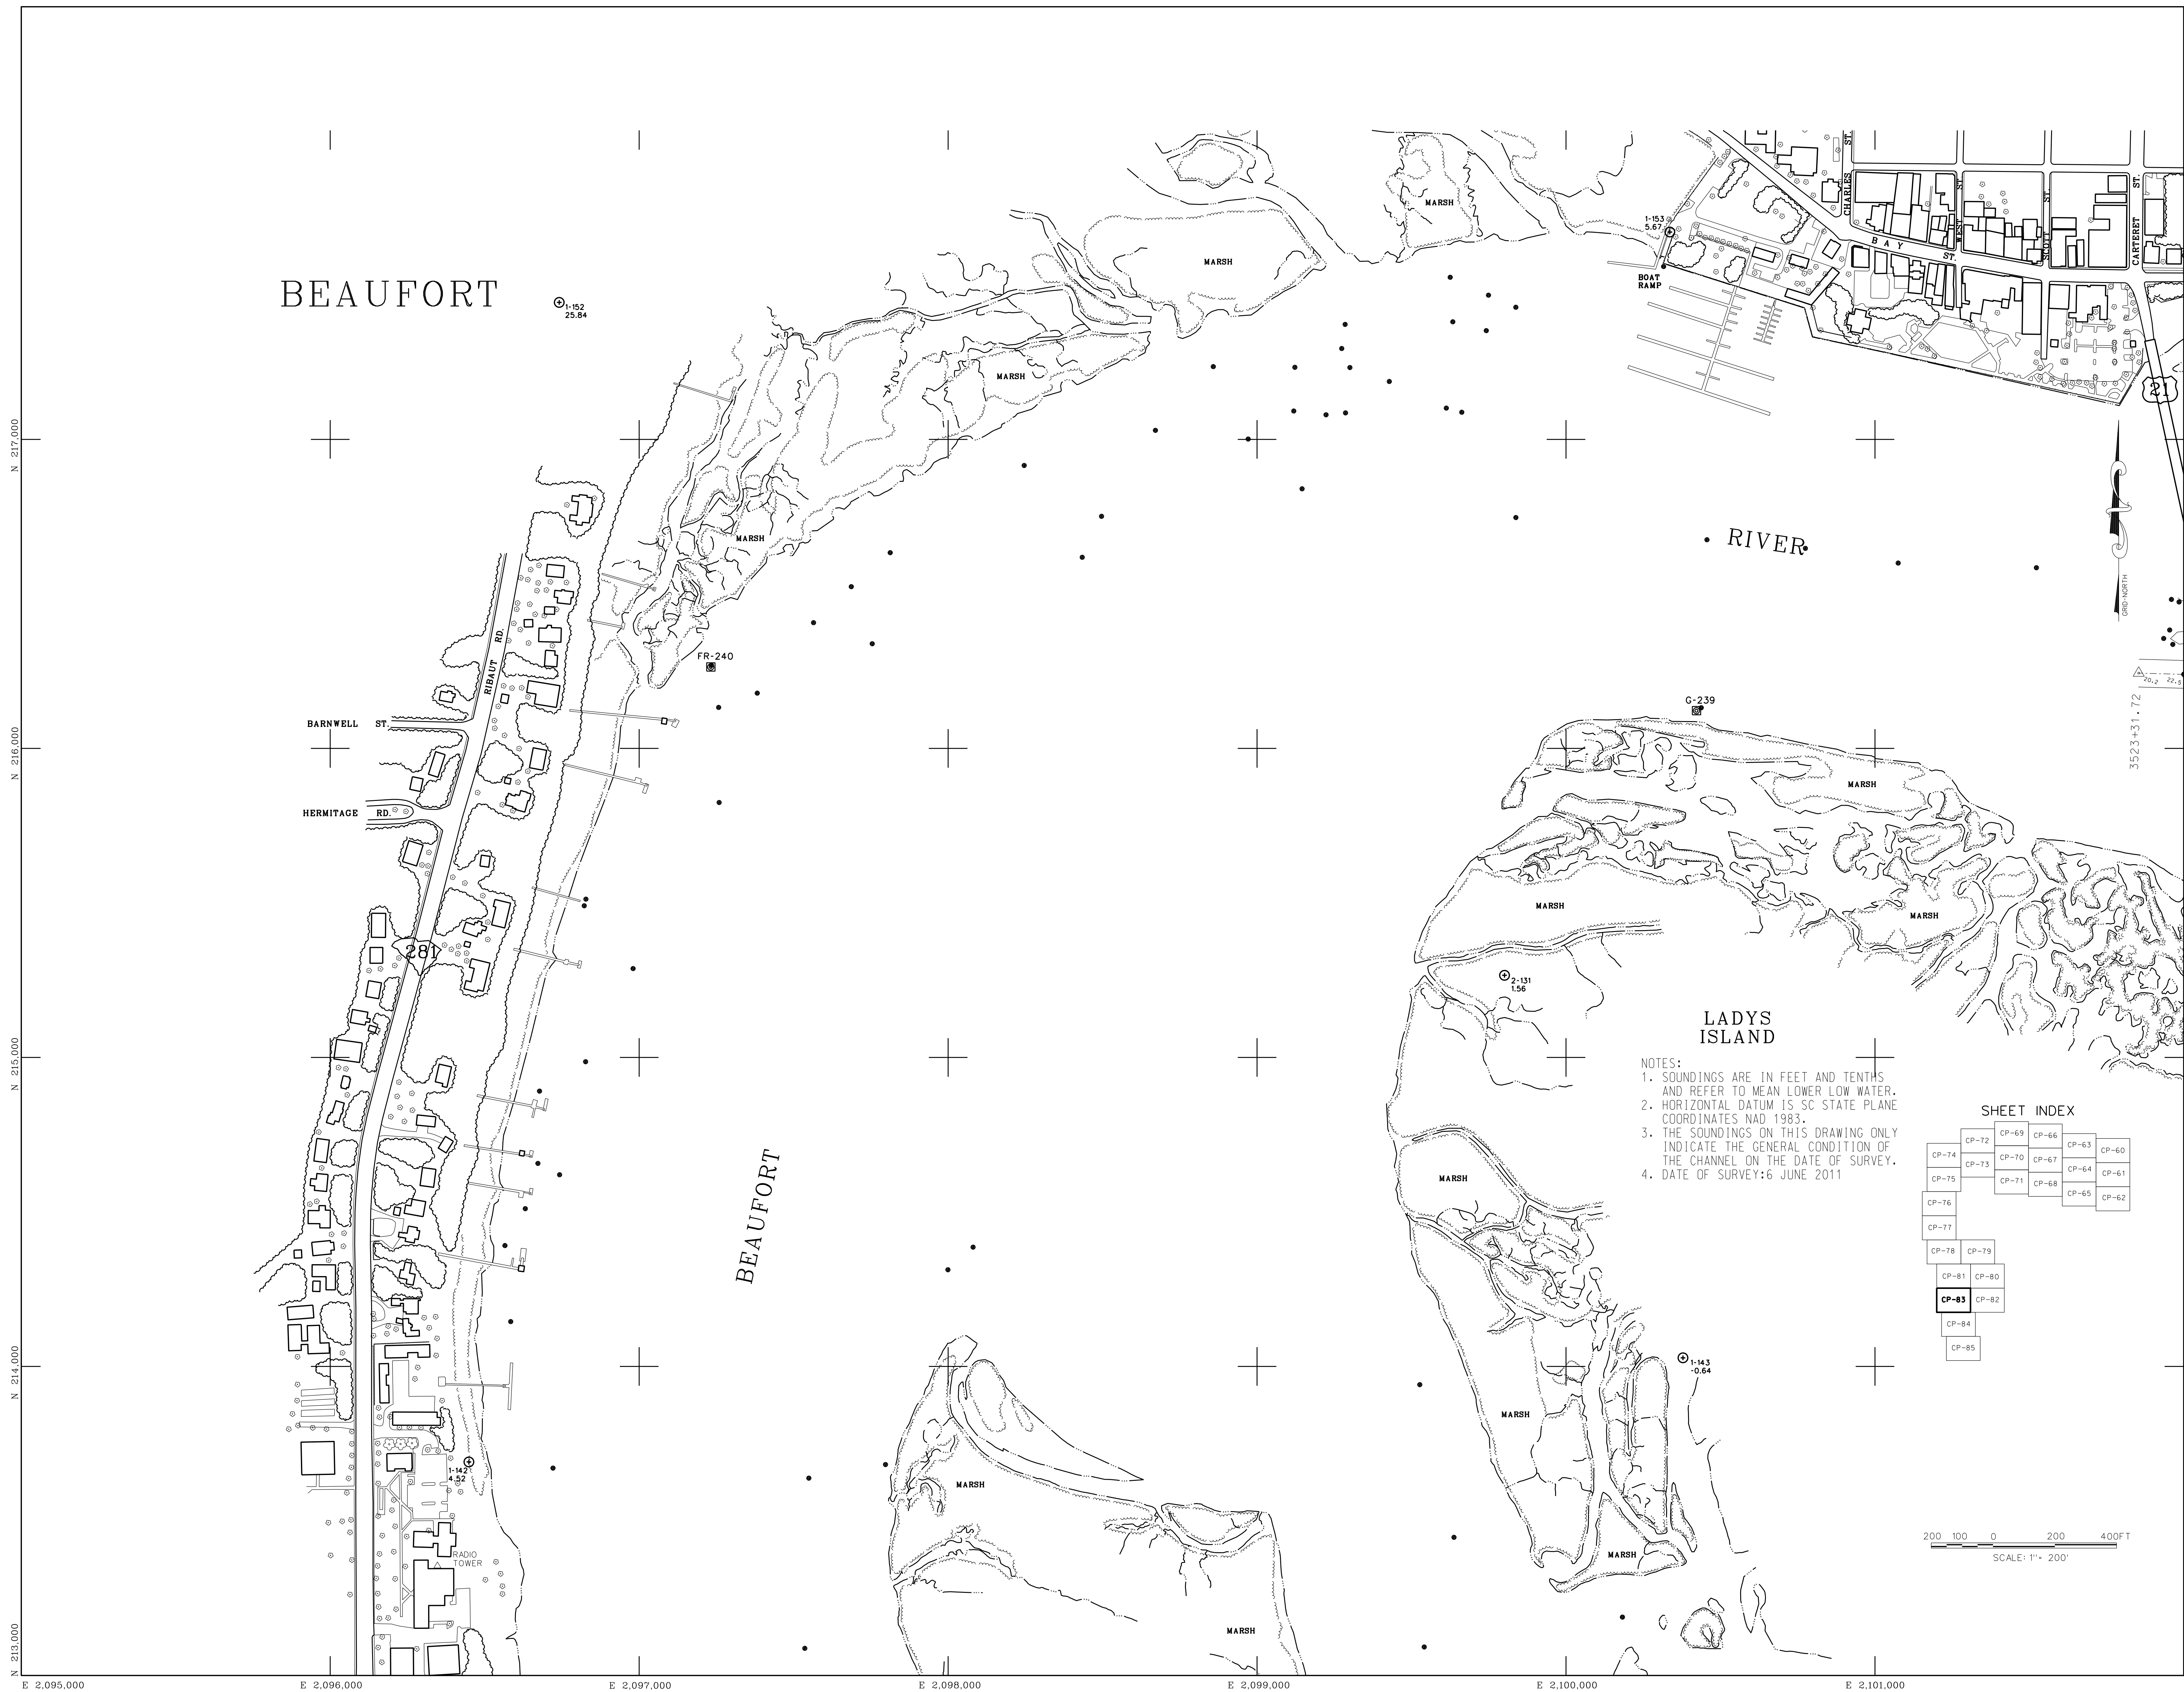 BEAUFORT
1-152
25.84
MARSH
MARSH
MARSH
MARSH
1-153
5.67
BOAT
RAMP
CHARLES
ST.
WEST ST.
SCOTT ST.
CARTERET ST.
BAY
ST.
21
RIVER
GRID-NORTH
20.2 22.5
3523+31.72
FR-240
G-239
RIBAUT RD.
BARNWELL ST.
HERMITAGE RD.
281
MARSH
MARSH
MARSH
2-131
1.56
LADYS
ISLAND
NOTES:
1. SOUNDINGS ARE IN FEET AND TENTHS
AND REFER TO MEAN LOWER LOW WATER.
2. HORIZONTAL DATUM IS SC STATE PLANE
COORDINATES NAD 1983.
3. THE SOUNDINGS ON THIS DRAWING ONLY
INDICATE THE GENERAL CONDITION OF
THE CHANNEL ON THE DATE OF SURVEY.
4. DATE OF SURVEY:6 JUNE 2011
SHEET INDEX
CP-69
CP-66
CP-72
CP-63
CP-60
CP-74
CP-70
CP-67
CP-73
CP-64
CP-61
CP-75
CP-71
CP-68
CP-65
CP-62
CP-76
CP-77
CP-78
CP-79
CP-81
CP-80
CP-83
CP-82
CP-84
CP-85
BEAUFORT
MARSH
1-143
-0.64
MARSH
MARSH
MARSH
MARSH
1-142
4.52
RADIO
TOWER
200 100 0 200 400FT
SCALE: 1"= 200'
N 217,000
N 216,000
N 215,000
N 214,000
N 213,000
E 2,095,000
E 2,096,000
E 2,097,000
E 2,098,000
E 2,099,000
E 2,100,000
E 2,101,000